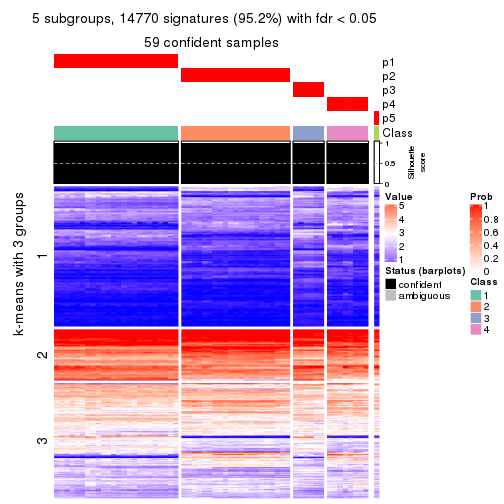 5 subgroups, 14770 signatures (95.2%) with fdr < 0.05
59 confident samples
p1
p2
p3
p4
p5
Class
1
0.5
0
Silhouette
score
k-means with 3 groups
1
2
3
Value
5
4
3
2
1
Status (barplots)
confident
ambiguous
Prob
1
0.8
0.6
0.4
0.2
0
Class
1
2
3
4